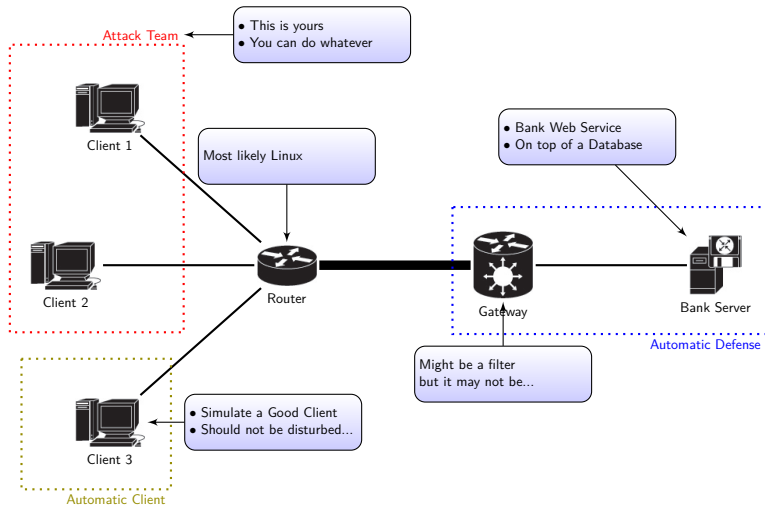 • This is yours
• You can do whatever
Attack Team
Client 1
Most likely Linux
• Bank Web Service
• On top of a Database
Client 2
Router
Gateway
Bank Server
Automatic Defense
Might be a filter
but it may not be...
• Simulate a Good Client
• Should not be disturbed...
Client 3
Automatic Client